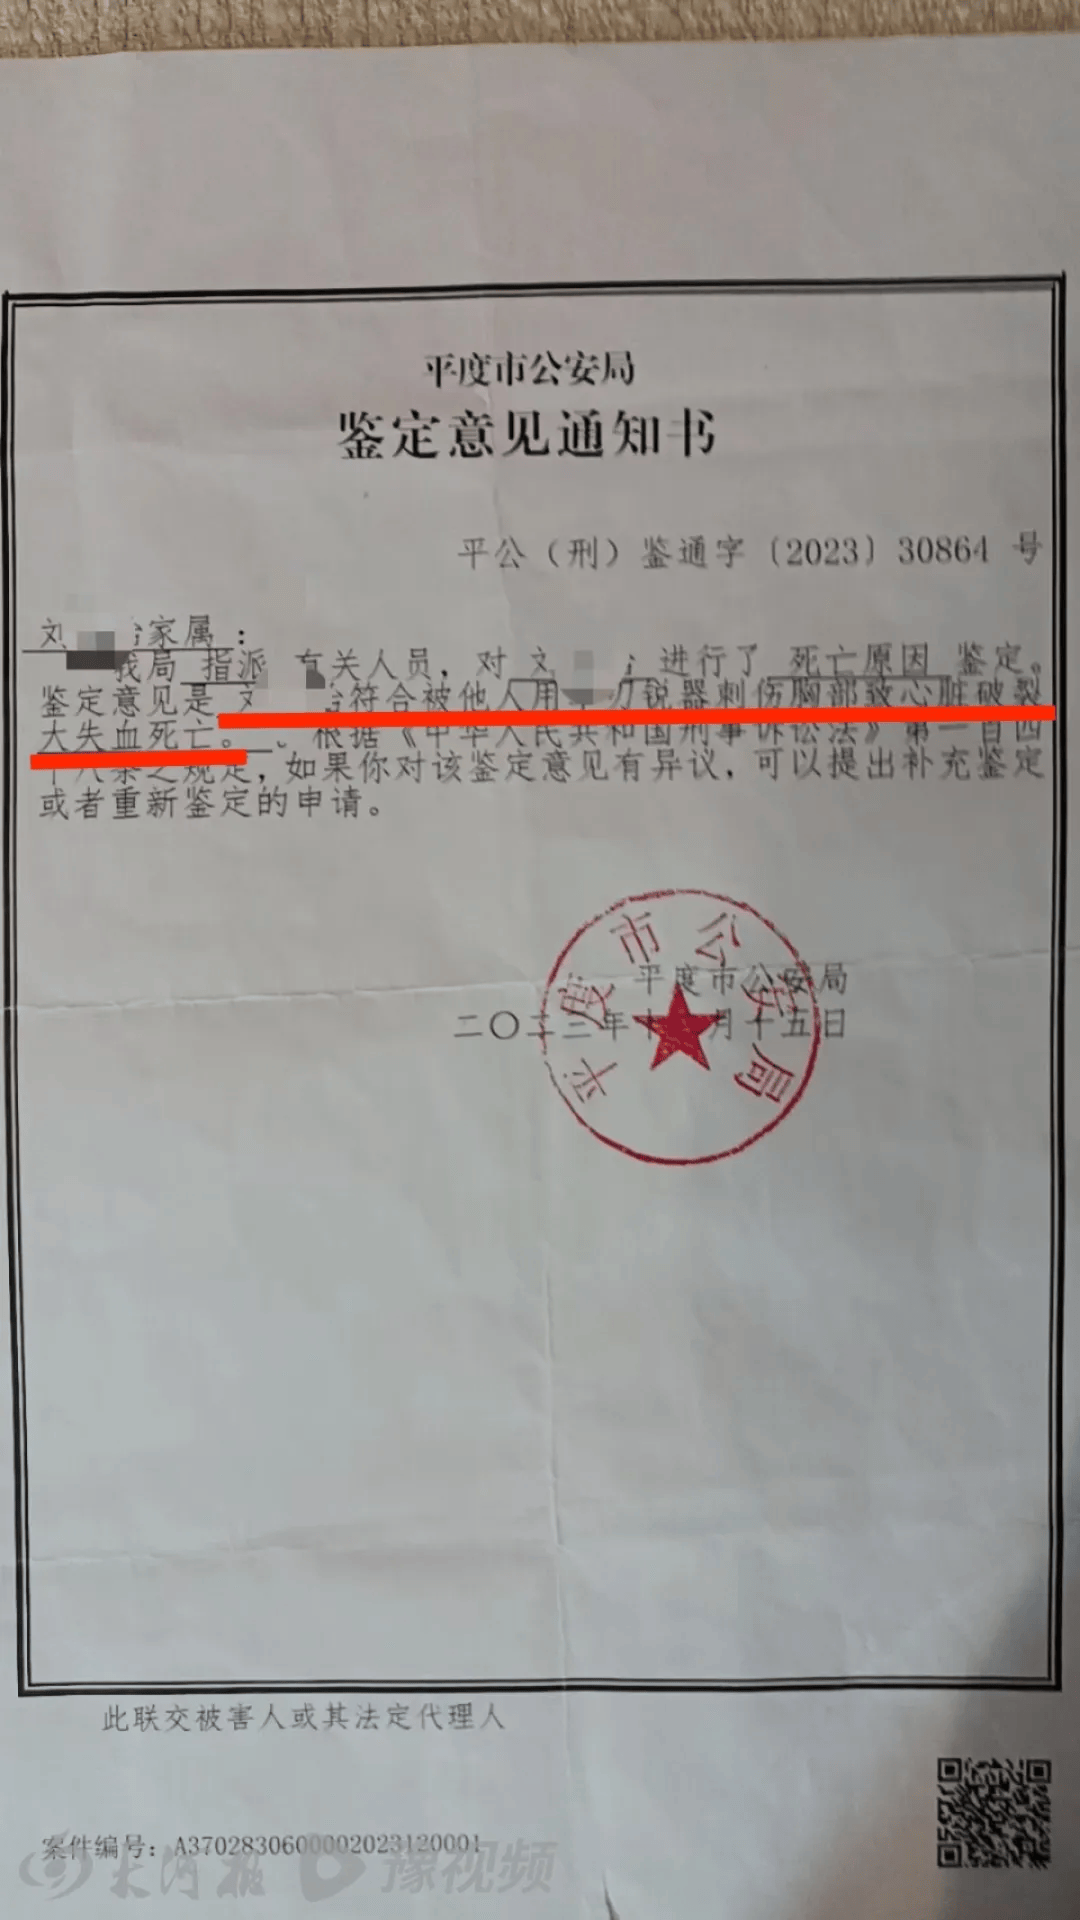 平度市公安局
鉴定意见通知书
平公（刑）鉴通字〔2023〕30864 号
刘 家属：
我局 指派 有关人员，对 进行了 死亡原因 鉴定。
鉴定意见是 符合被他人用 刀锐器刺伤胸部致心脏破裂
大失血死亡。 。根据《中华人民共和国刑事诉讼法》第一百四
十八条之规定，如果你对该鉴定意见有异议，可以提出补充鉴定
或者重新鉴定的申请。
平度市公安局
平度市公安局
二〇二三年十 月十五日
此联交被害人或其法定代理人
案件编号：A3702830600002023120001
大河报 豫视频